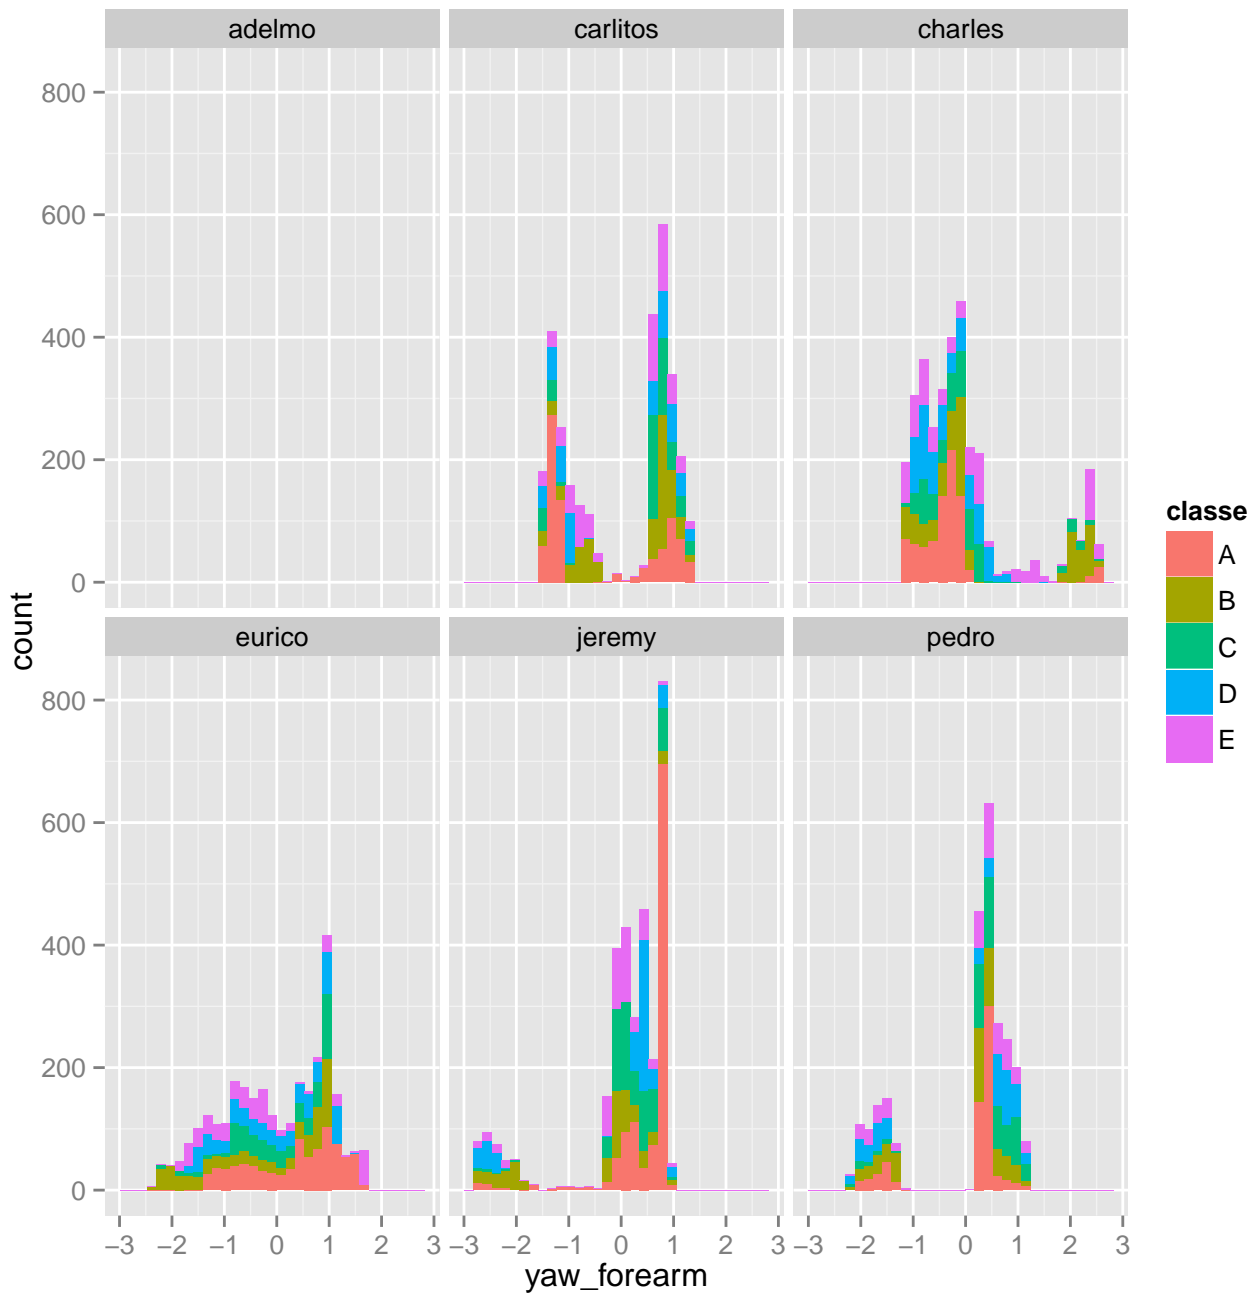 adelmo carlitos charles
800
600
400
200
0
eurico jeremy pedro
800
600
400
200
0
−3 −2 −1 0 1 2 3 −3 −2 −1 0 1 2 3 −3 −2 −1 0 1 2 3
yaw_forearm
count
classe
A
B
C
D
E